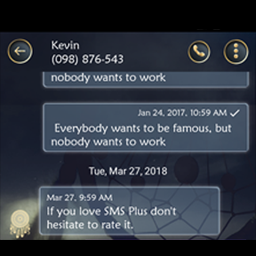 Kevin
(098) 876-543
nobody wants to work
Jan 24, 2017, 10:59 AM
Everybody wants to be famous, but
nobody wants to work
Tue, Mar 27, 2018
Mar 27, 9:59 AM
If you love SMS Plus don't
hesitate to rate it.